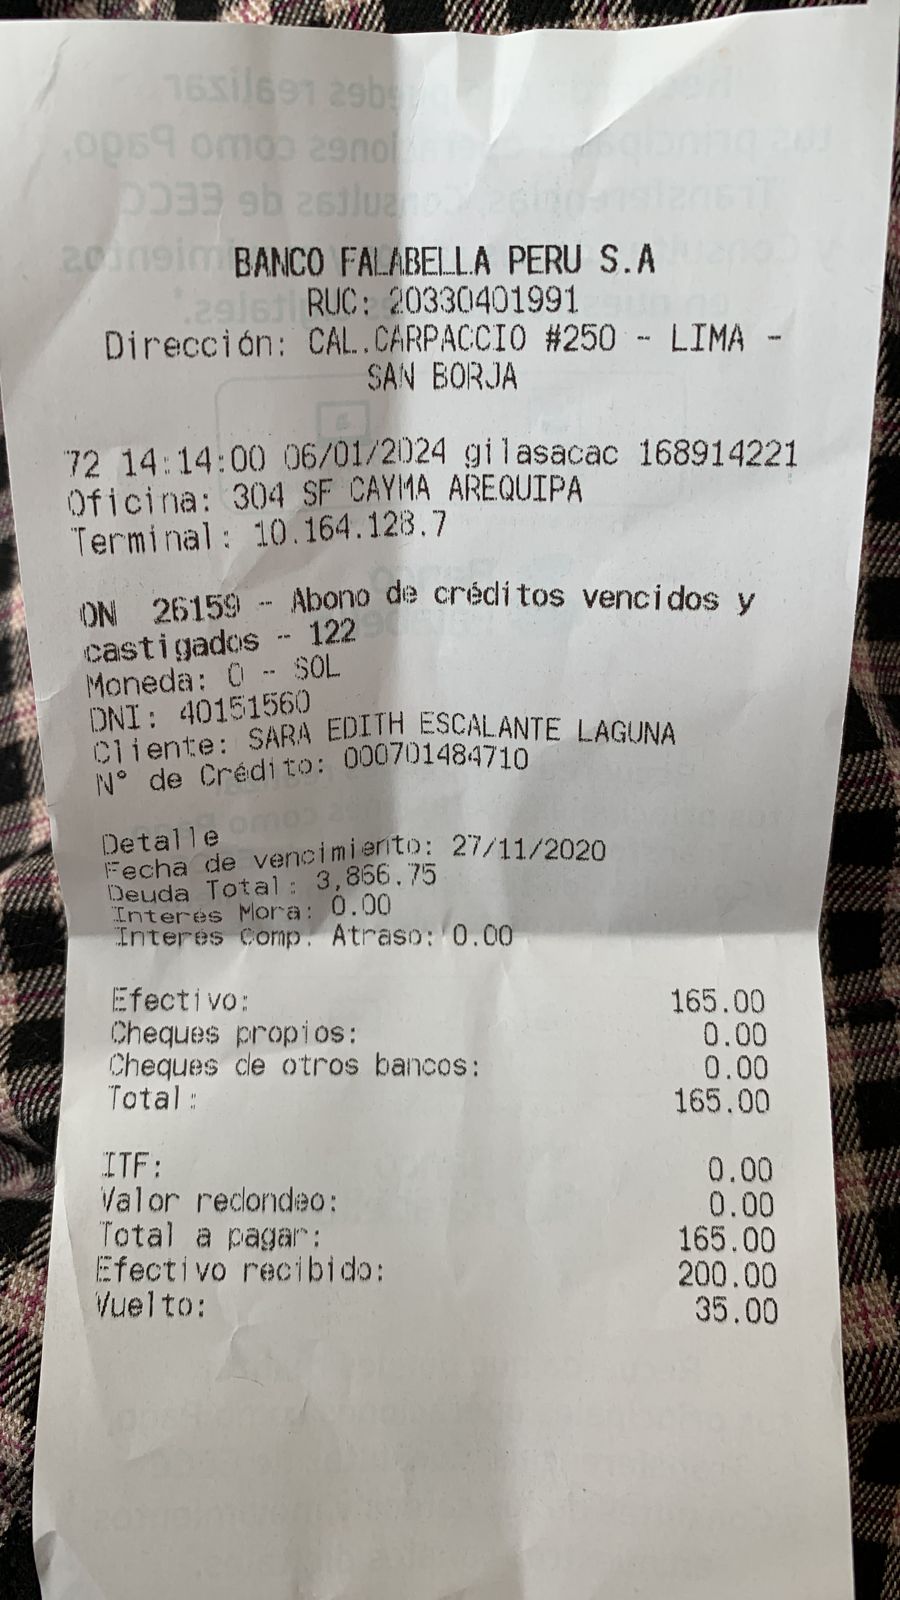 BANCO FALABELLA PERU S.A
RUC: 20330401991
Dirección: CAL.CARPACCIO #250 - LIMA -
SAN BORJA
72 14:14:00 06/01/2024 gilasacac 168914221
Oficina: 304 SF CAYMA AREQUIPA
Terminal: 10.164.128.7
ON 26159 - Abono de créditos vencidos y
castigados - 122
Moneda: 0 - SOL
DNI: 40151560
Cliente: SARA EDITH ESCALANTE LAGUNA
N° de Crédito: 000701484710
Detalle
Fecha de vencimiento: 27/11/2020
Deuda Total: 3,866.75
Interés Mora: 0.00
Interés Comp. Atraso: 0.00
Efectivo: 165.00
Cheques propios: 0.00
Cheques de otros bancos: 0.00
Total: 165.00
ITF: 0.00
Valor redondeo: 0.00
Total a pagar: 165.00
Efectivo recibido: 200.00
Vuelto: 35.00